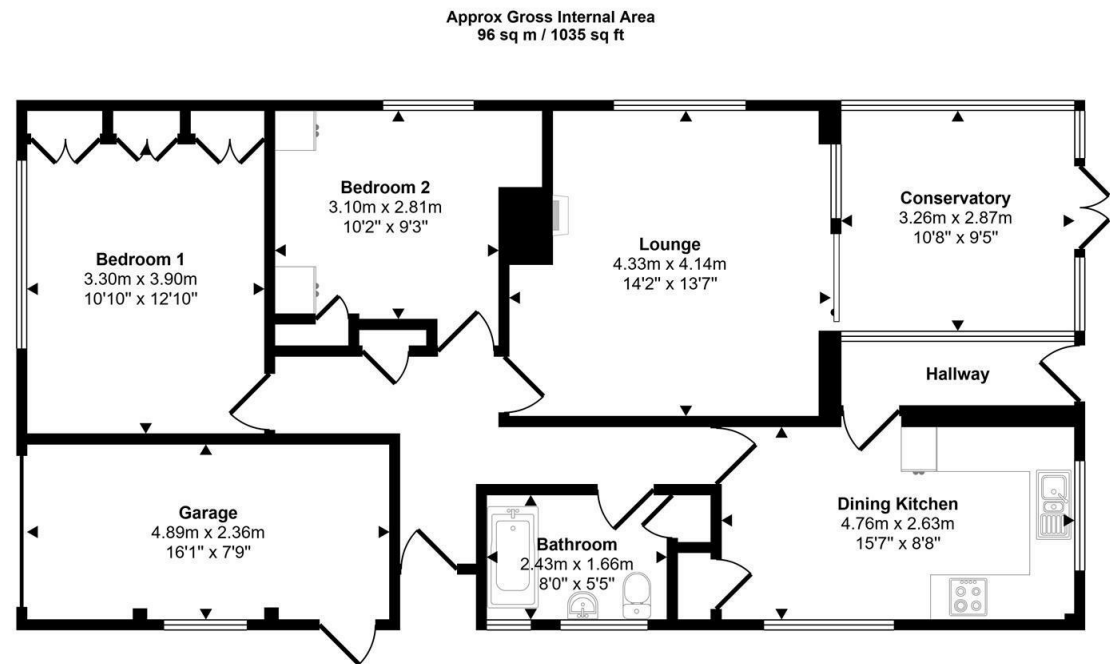 Approx Gross Internal Area
96 sq m / 1035 sq ft
Bedroom 1
3.30m x 3.90m
10'10" x 12'10"
Bedroom 2
3.10m x 2.81m
10'2" x 9'3"
Lounge
4.33m x 4.14m
14'2" x 13'7"
Conservatory
3.26m x 2.87m
10'8" x 9'5"
Hallway
Garage
4.89m x 2.36m
16'1" x 7'9"
Bathroom
2.43m x 1.66m
8'0" x 5'5"
Dining Kitchen
4.76m x 2.63m
15'7" x 8'8"